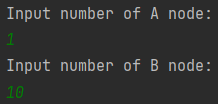 Input number of A node:
1
Input number of B node:
10